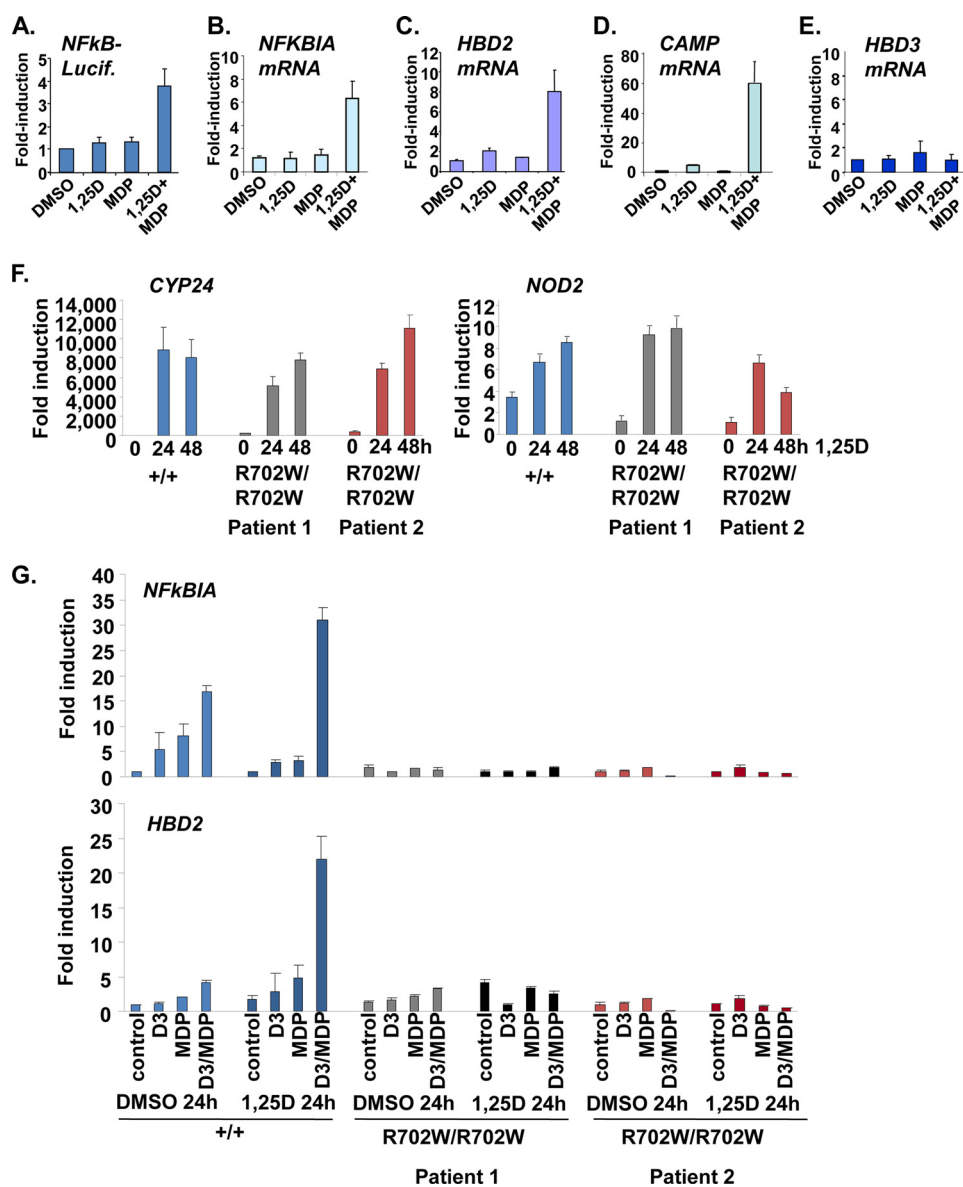 A.
NFkB-
Lucif.
Fold-induction
5
4
3
2
1
0
DMSO
1,25D
MDP
1,25D+
MDP
B.
NFKBIA
mRNA
Fold-induction
10
8
6
4
2
0
DMSO
1,25D
MDP
1,25D+
MDP
C.
HBD2
mRNA
Fold-induction
12
10
8
6
4
2
0
DMSO
1,25D
MDP
1,25D+
MDP
D.
CAMP
mRNA
Fold-induction
80
60
40
20
0
DMSO
1,25D
MDP
1,25D+
MDP
E.
HBD3
mRNA
Fold-induction
10
8
6
4
2
0
DMSO
1,25D
MDP
1,25D+
MDP
F.
CYP24
Fold induction
14,000
12,000
10,000
8,000
6,000
4,000
2,000
0
0 24 48
0 24 48
0 24 48h
+/+
R702W/
R702W
R702W/
R702W
Patient 1
Patient 2
NOD2
Fold induction
12
10
8
6
4
2
0
0 24 48
0 24 48
0 24 48h 1,25D
+/+
R702W/
R702W
R702W/
R702W
Patient 1
Patient 2
G.
NFkBIA
Fold induction
40
35
30
25
20
15
10
5
0
HBD2
Fold induction
30
25
20
15
10
5
0
control
D3
MDP
D3/MDP
control
D3
MDP
D3/MDP
control
D3
MDP
D3/MDP
control
D3
MDP
D3/MDP
control
D3
MDP
D3/MDP
control
D3
MDP
D3/MDP
DMSO 24h
1,25D 24h
DMSO 24h
1,25D 24h
DMSO 24h
1,25D 24h
+/+
R702W/R702W
R702W/R702W
Patient 1
Patient 2